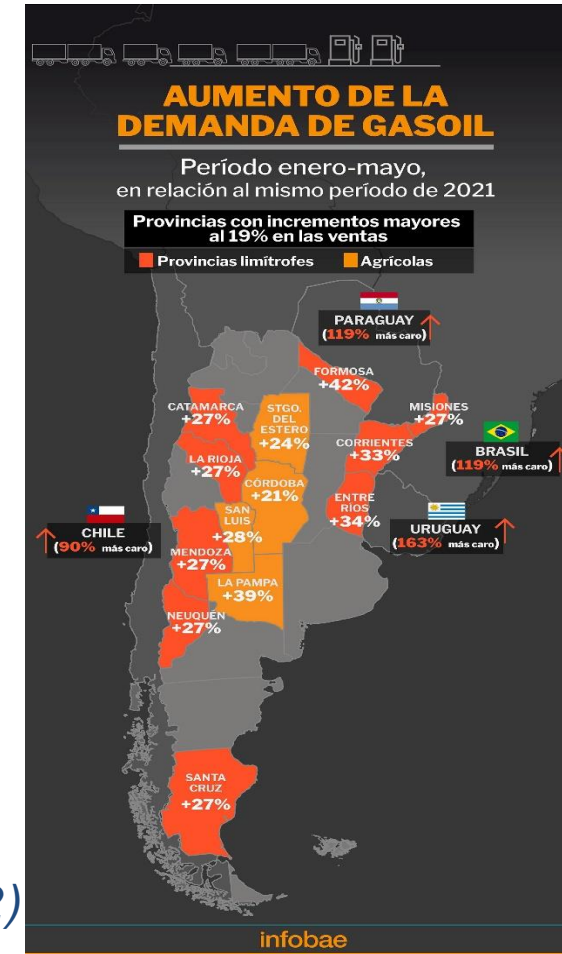 AUMENTO DE LA
DEMANDA DE GASOIL
Período enero-mayo,
en relación al mismo período de 2021
Provincias con incrementos mayores
al 19% en las ventas
Provincias limítrofes
Agrícolas
PARAGUAY
(119% más caro)
FORMOSA
+42%
CATAMARCA
+27%
STGO.
DEL
ESTERO
+24%
MISIONES
+27%
CORRIENTES
+33%
BRASIL
(119% más caro)
LA RIOJA
+27%
CÓRDOBA
+21%
ENTRE
RÍOS
+34%
URUGUAY
(163% más caro)
CHILE
(90% más caro)
SAN
LUIS
+28%
MENDOZA
+27%
LA PAMPA
+39%
NEUQUÉN
+27%
SANTA
CRUZ
+27%
infobae